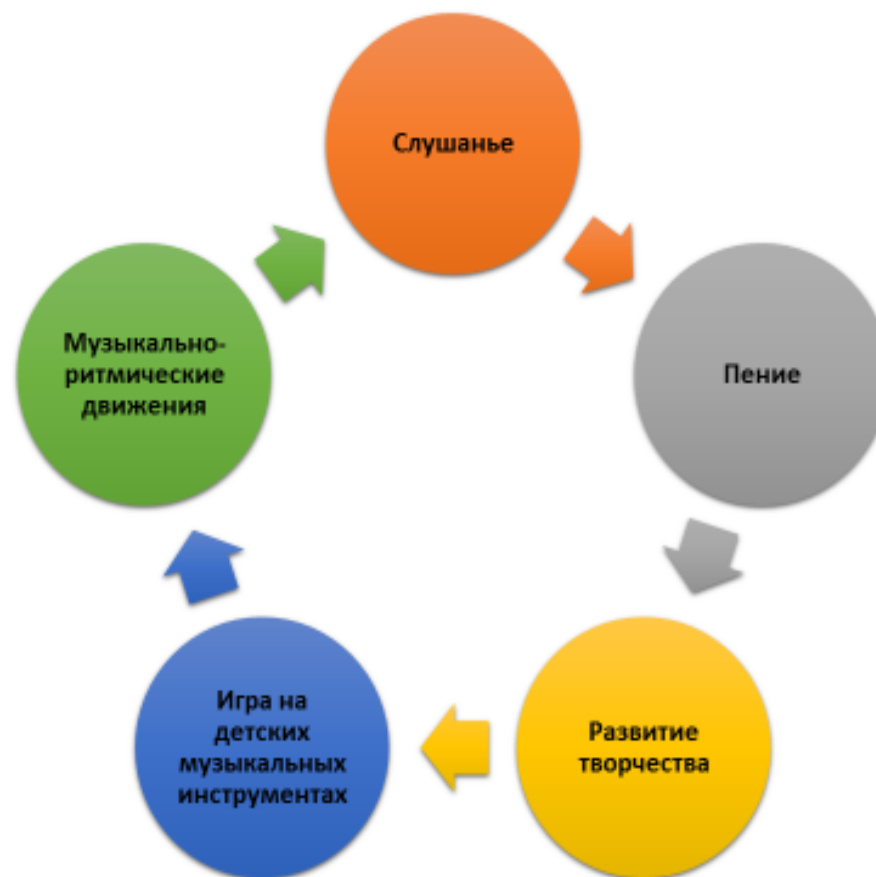 Слушанье
Пение
Развитие
творчества
Игра на
детских
музыкальных
инструментах
Музыкально-
ритмические
движения